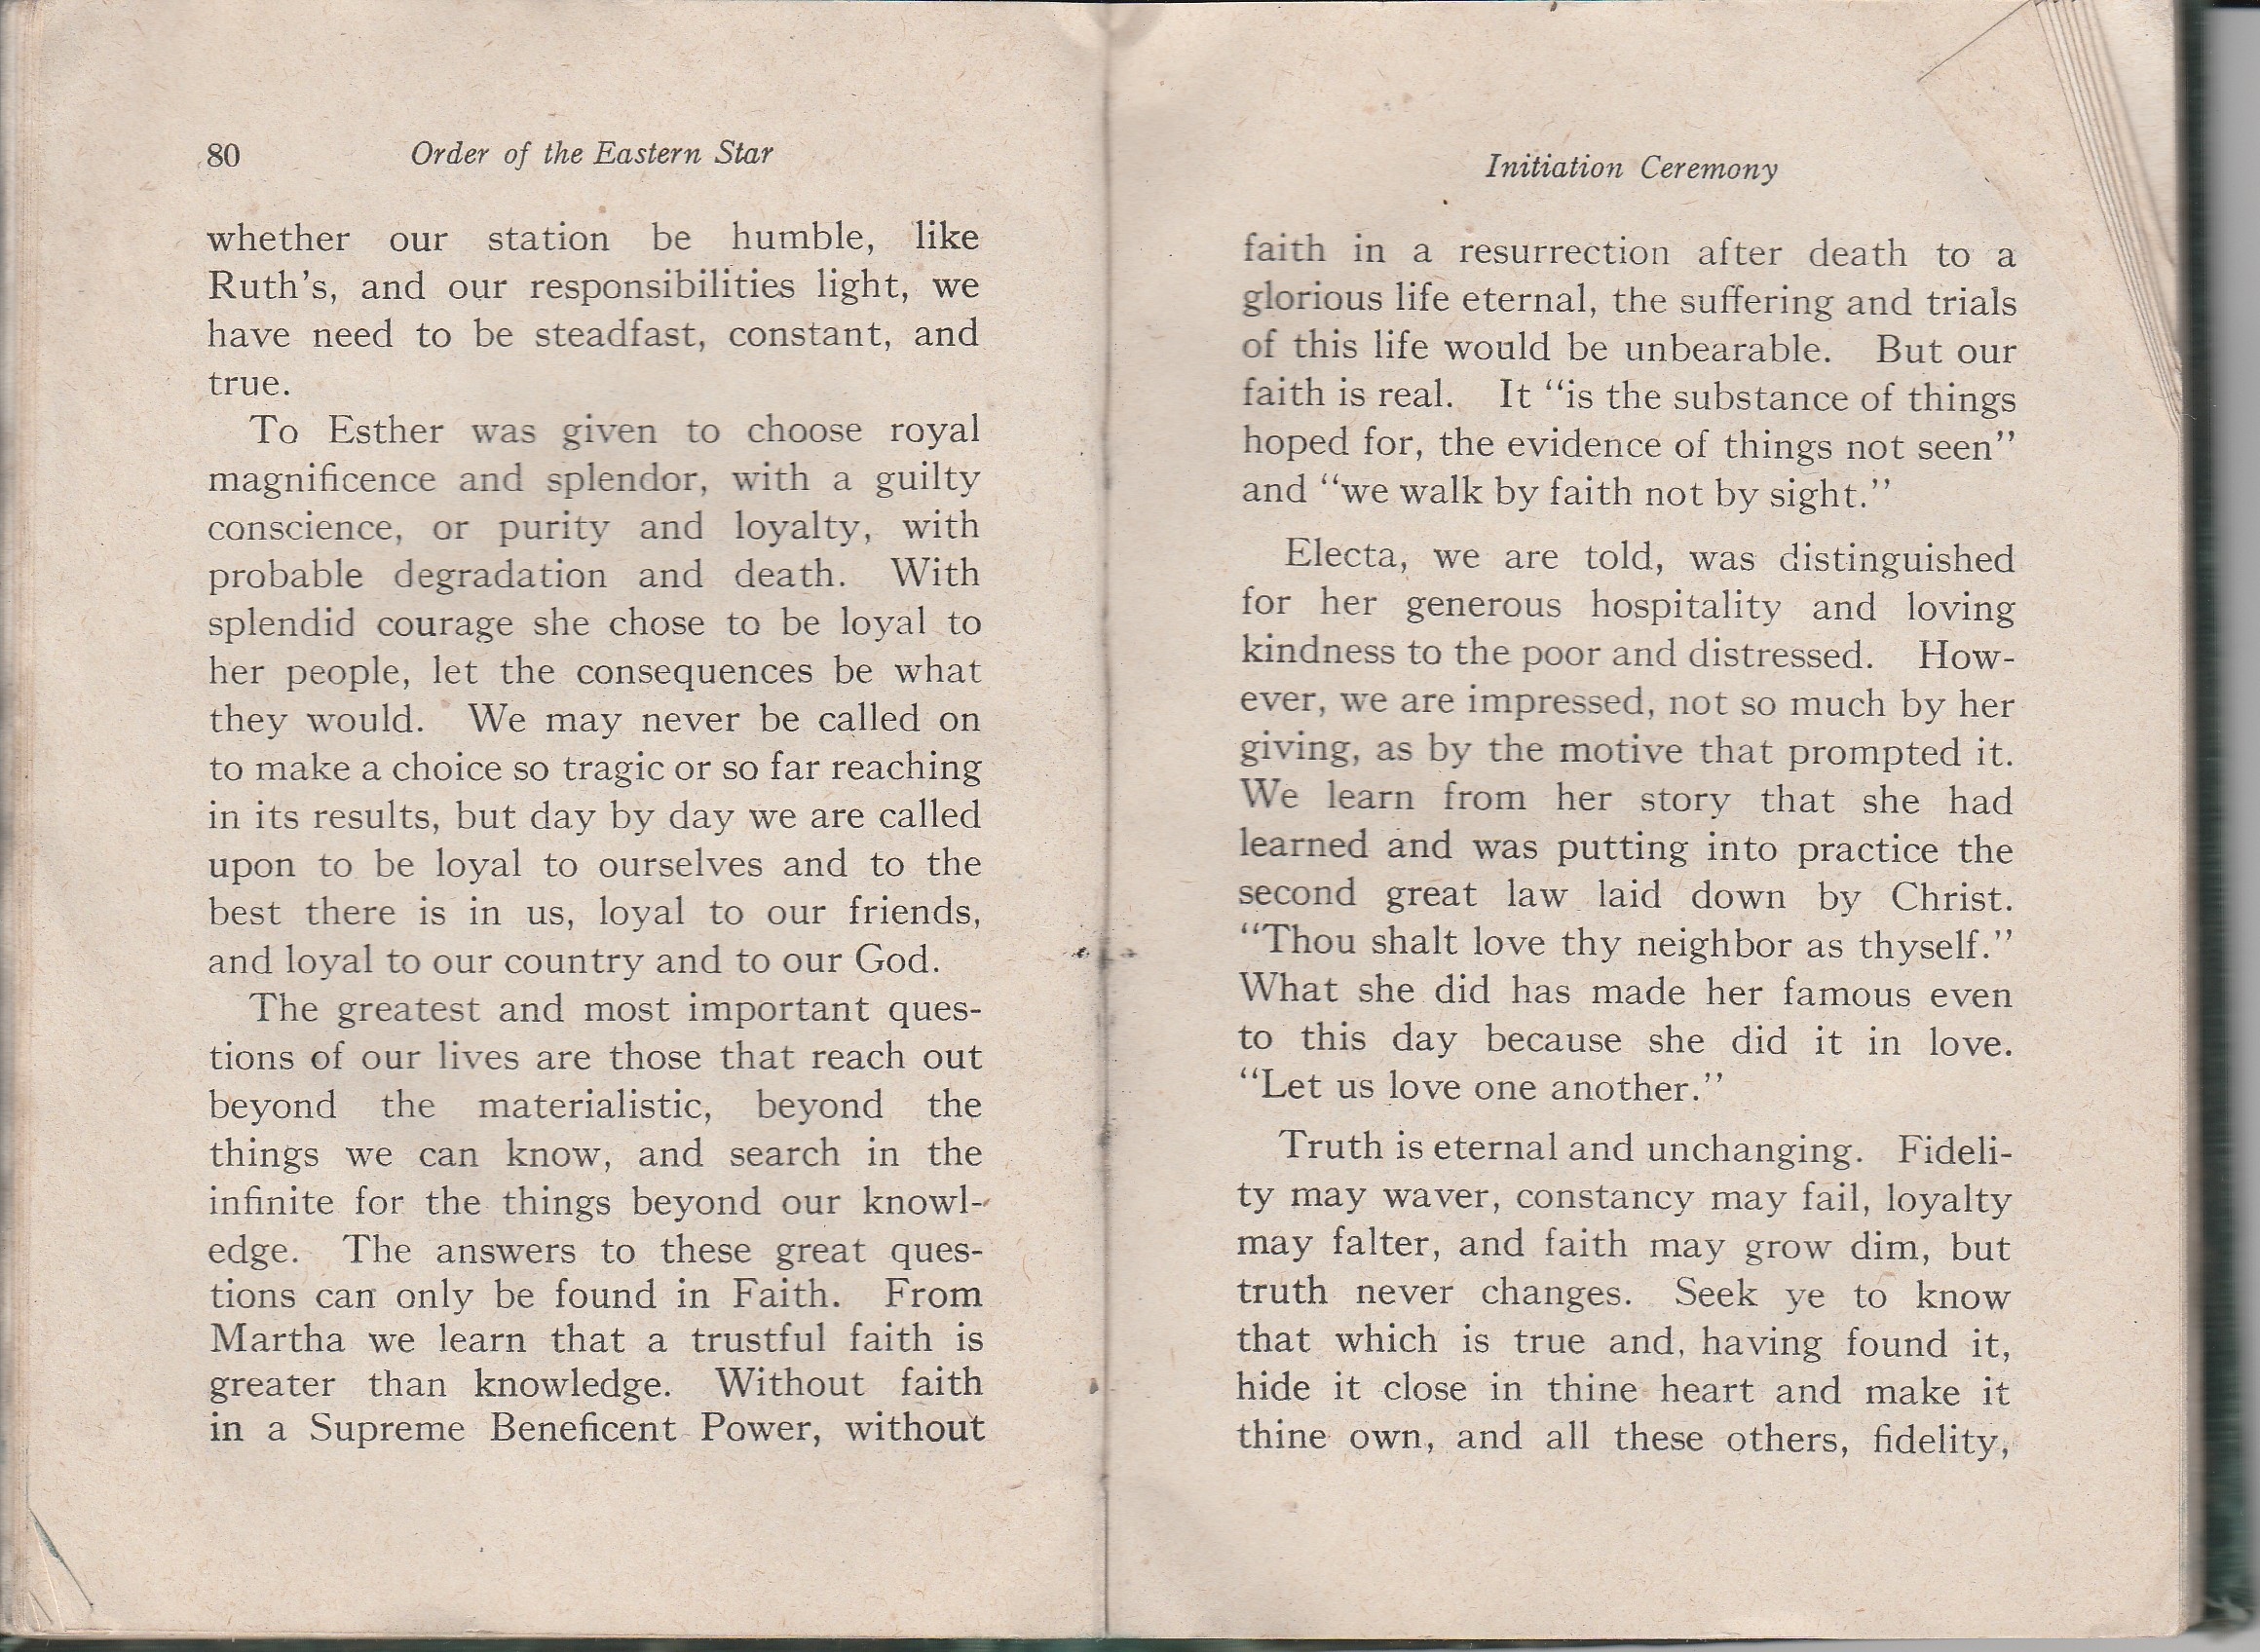 80 Order of the Eastern Star
whether our station be humble, like
Ruth's, and our responsibilities light, we
have need to be steadfast, constant, and
true.
To Esther was given to choose royal
magnificence and splendor, with a guilty
conscience, or purity and loyalty, with
probable degradation and death. With
splendid courage she chose to be loyal to
her people, let the consequences be what
they would. We may never be called on
to make a choice so tragic or so far reaching
in its results, but day by day we are called
upon to be loyal to ourselves and to the
best there is in us, loyal to our friends,
and loyal to our country and to our God.
The greatest and most important ques-
tions of our lives are those that reach out
beyond the materialistic, beyond the
things we can know, and search in the
infinite for the things beyond our knowl-
edge. The answers to these great ques-
tions can only be found in Faith. From
Martha we learn that a trustful faith is
greater than knowledge. Without faith
in a Supreme Beneficent Power, without
Initiation Ceremony
faith in a resurrection after death to a
glorious life eternal, the suffering and trials
of this life would be unbearable. But our
faith is real. It "is the substance of things
hoped for, the evidence of things not seen"
and "we walk by faith not by sight."
Electa, we are told, was distinguished
for her generous hospitality and loving
kindness to the poor and distressed. How-
ever, we are impressed, not so much by her
giving, as by the motive that prompted it.
We learn from her story that she had
learned and was putting into practice the
second great law laid down by Christ.
"Thou shalt love thy neighbor as thyself."
What she did has made her famous even
to this day because she did it in love.
"Let us love one another."
Truth is eternal and unchanging. Fideli-
ty may waver, constancy may fail, loyalty
may falter, and faith may grow dim, but
truth never changes. Seek ye to know
that which is true and, having found it,
hide it close in thine heart and make it
thine own, and all these others, fidelity,